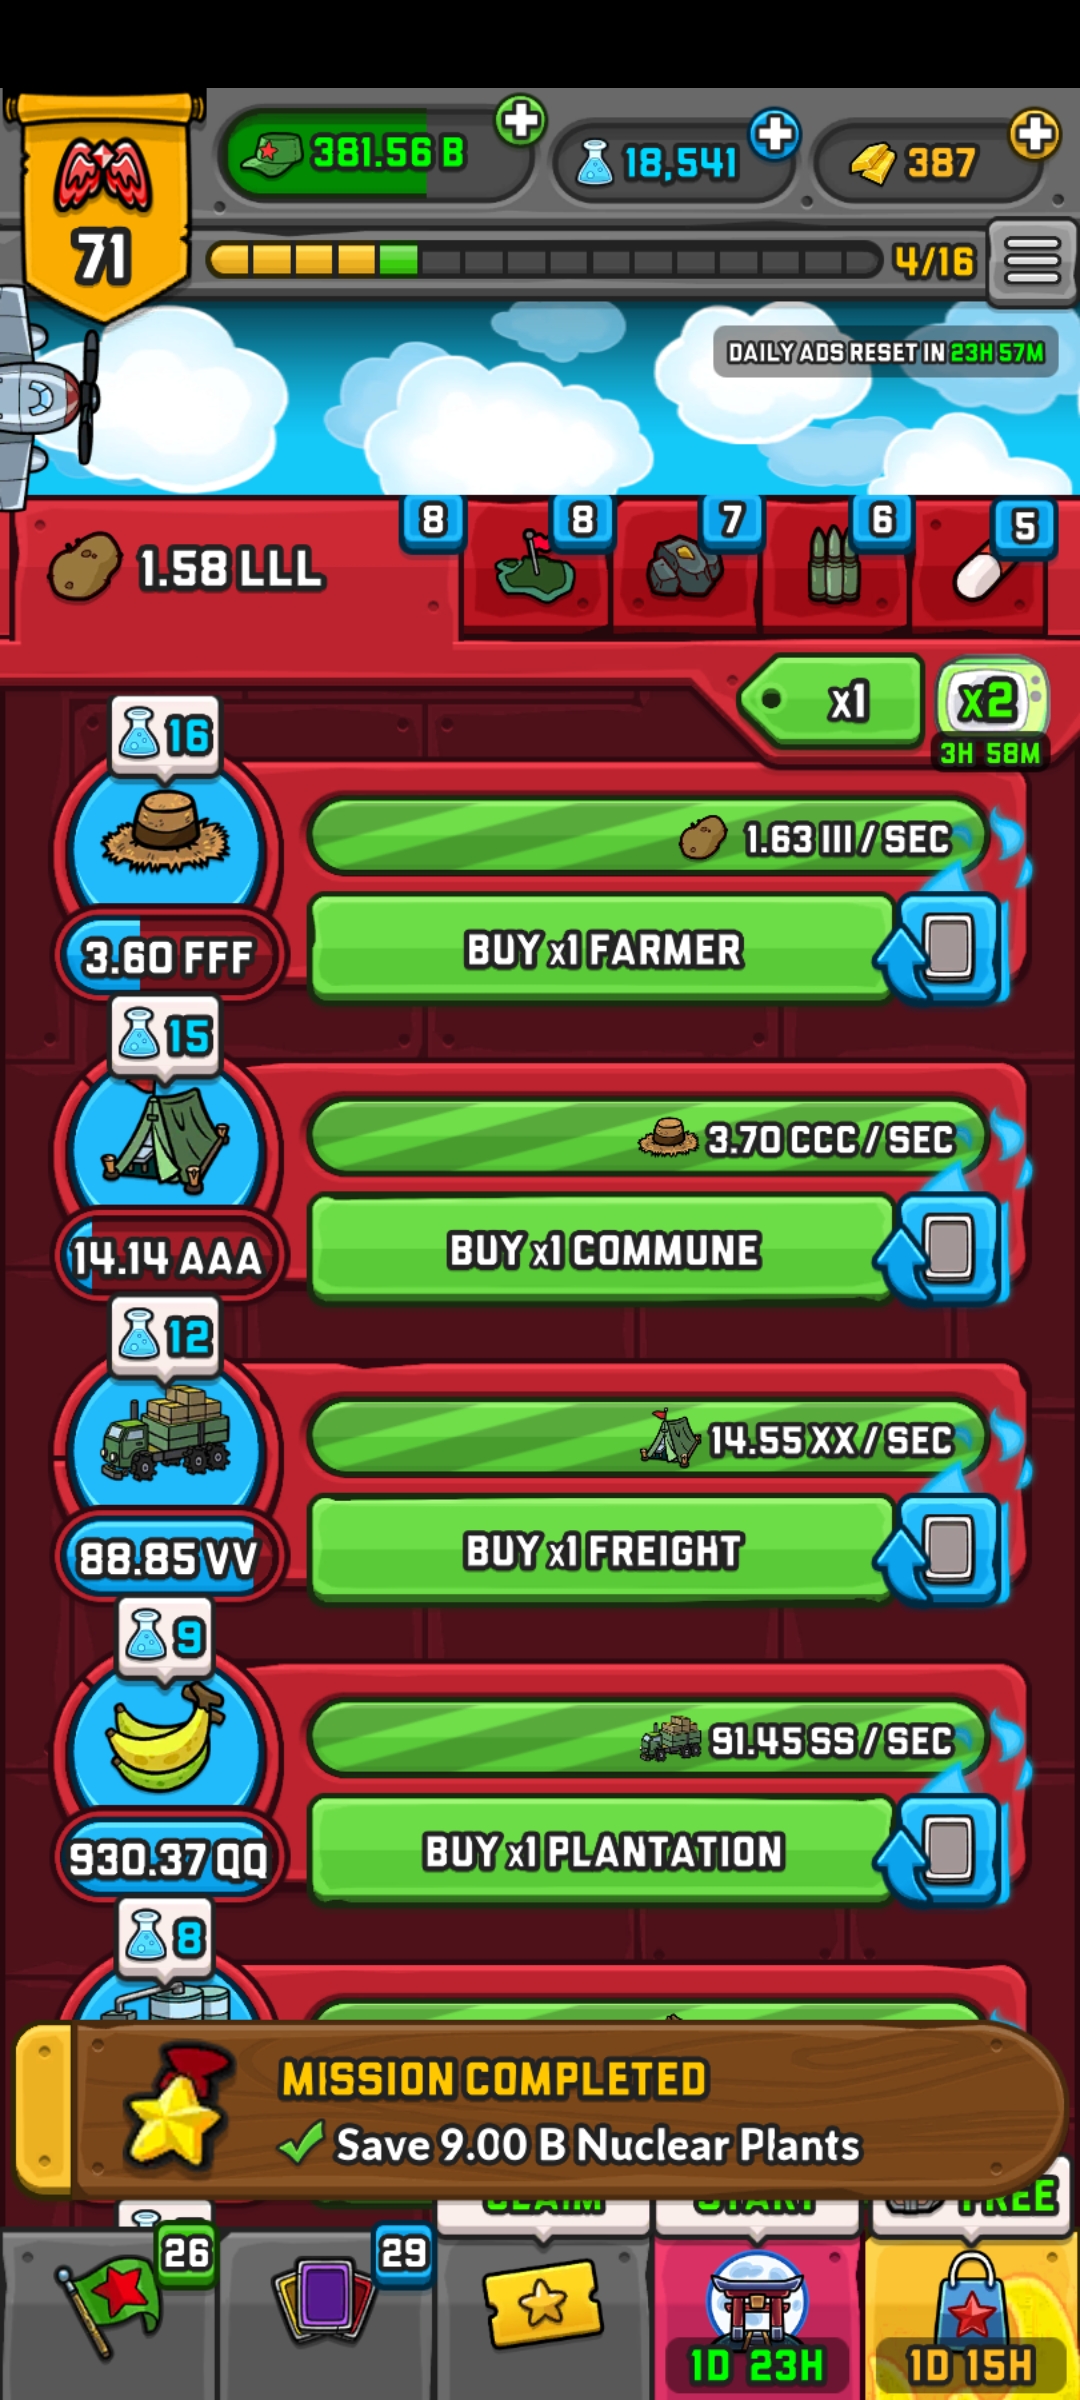 381.56 B
18,541
387
71
4/16
DAILY ADS RESET IN 23H 57M
8
8
7
6
5
1.58 LLL
x1
x2
3H 58M
16
1.63 III / SEC
BUY x1 FARMER
3.60 FFF
15
3.70 CCC / SEC
BUY x1 COMMUNE
14.14 AAA
12
14.55 XX / SEC
BUY x1 FREIGHT
88.85 VV
9
91.45 SS / SEC
BUY x1 PLANTATION
930.37 QQ
8
MISSION COMPLETED
Save 9.00 B Nuclear Plants
CLAIM
START
FREE
26
29
1D 23H
1D 15H